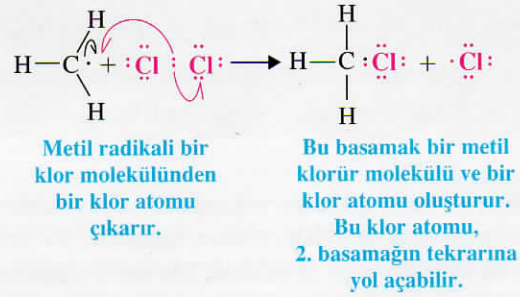 H
H—C· + :Cl : Cl: → H—C:Cl: + ·Cl:
H
H
H
Metil radikali bir
klor molekülünden
bir klor atomu
çıkarır.
Bu basamak bir metil
klorür molekülü ve bir
klor atomu oluşturur.
Bu klor atomu,
2. basamağın tekrarına
yol açabilir.